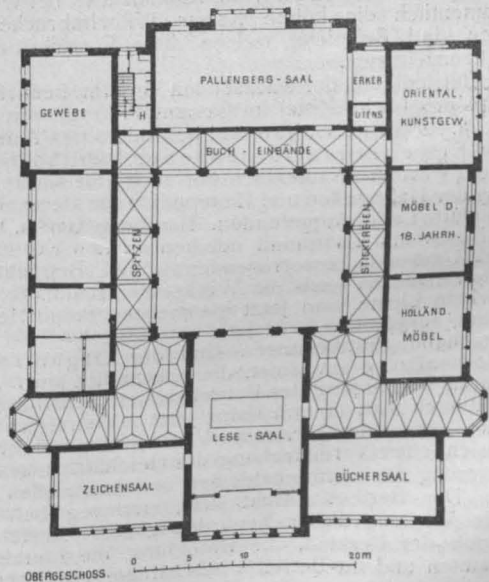 GEWEBE
H
PALLENBERG-SAAL
ERKER
UTENS.
ORIENTAL.
KUNSTGEW.
BUCH - EINBÄNDE
SPITZEN
STICKEREIEN
MÖBEL D.
18. JAHRH.
HOLLÄND.
MÖBEL
LESE - SAAL
ZEICHENSAAL
BÜCHERSAAL
OBERGESCHOSS.
0 5 10 20m